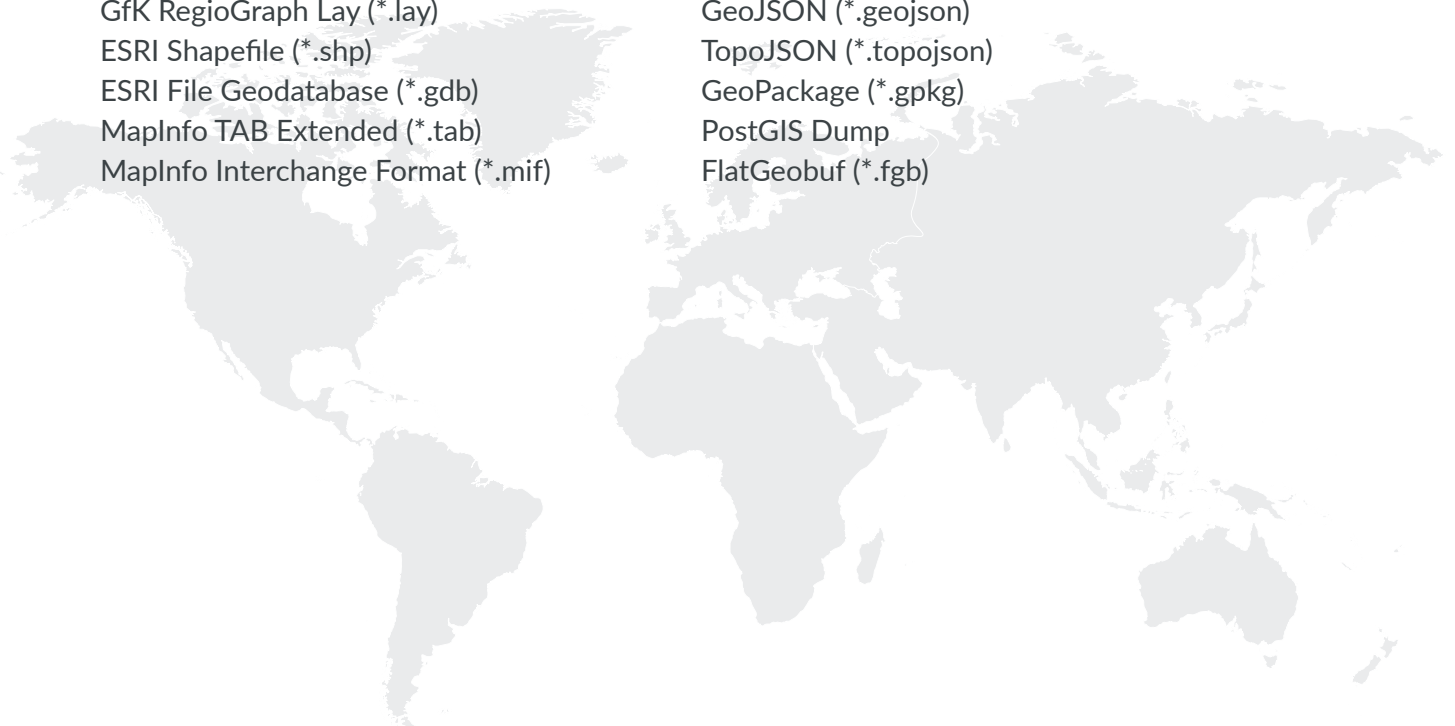 GfK RegioGraph Lay (*.lay)
ESRI Shapefile (*.shp)
ESRI File Geodatabase (*.gdb)
MapInfo TAB Extended (*.tab)
MapInfo Interchange Format (*.mif)
GeoJSON (*.geojson)
TopoJSON (*.topojson)
GeoPackage (*.gpkg)
PostGIS Dump
FlatGeobuf (*.fgb)